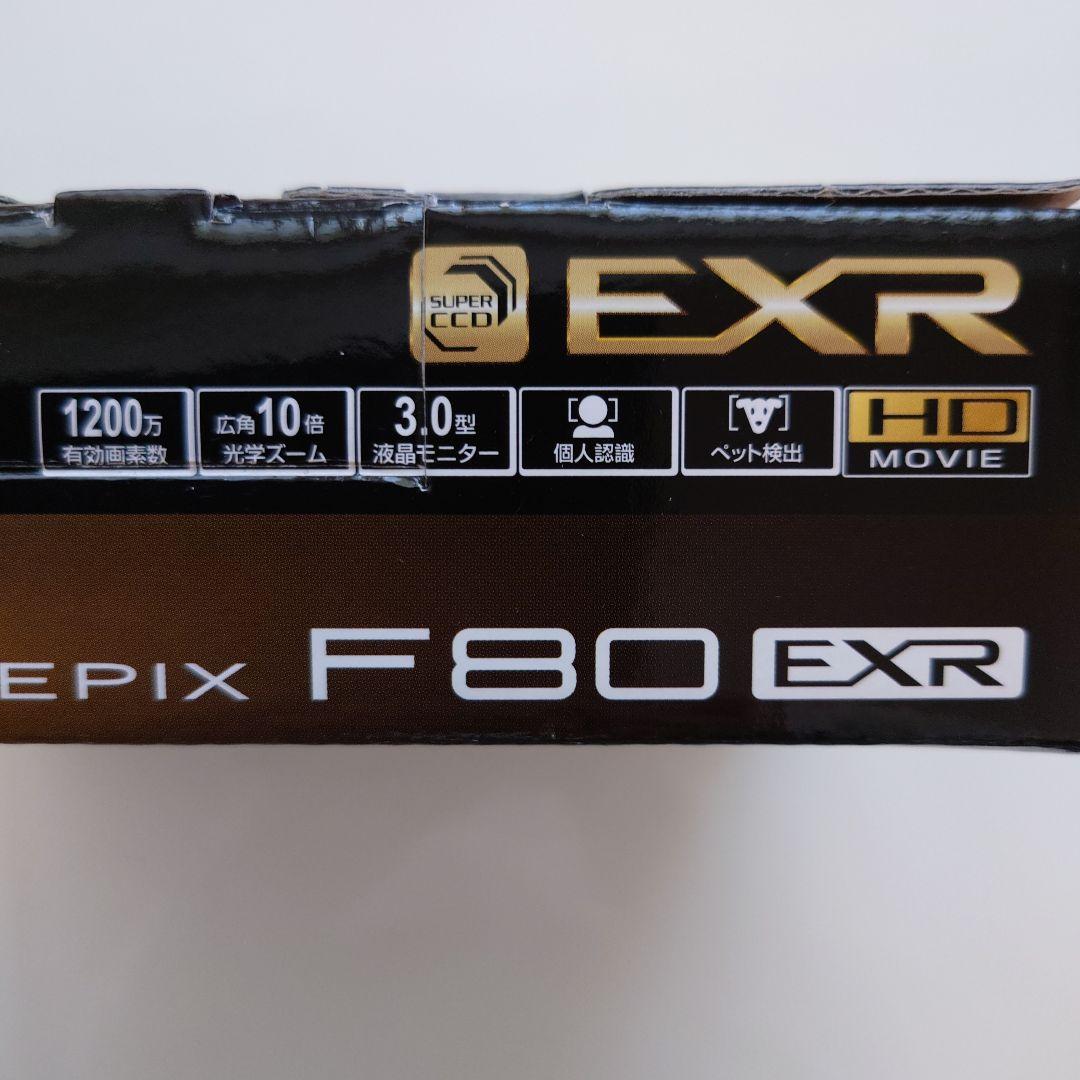 SUPER CCD EXR
1200万 有効画素数
広角10倍 光学ズーム
3.0型 液晶モニター
個人認識
ペット検出
HD MOVIE
EPIX F80 EXR